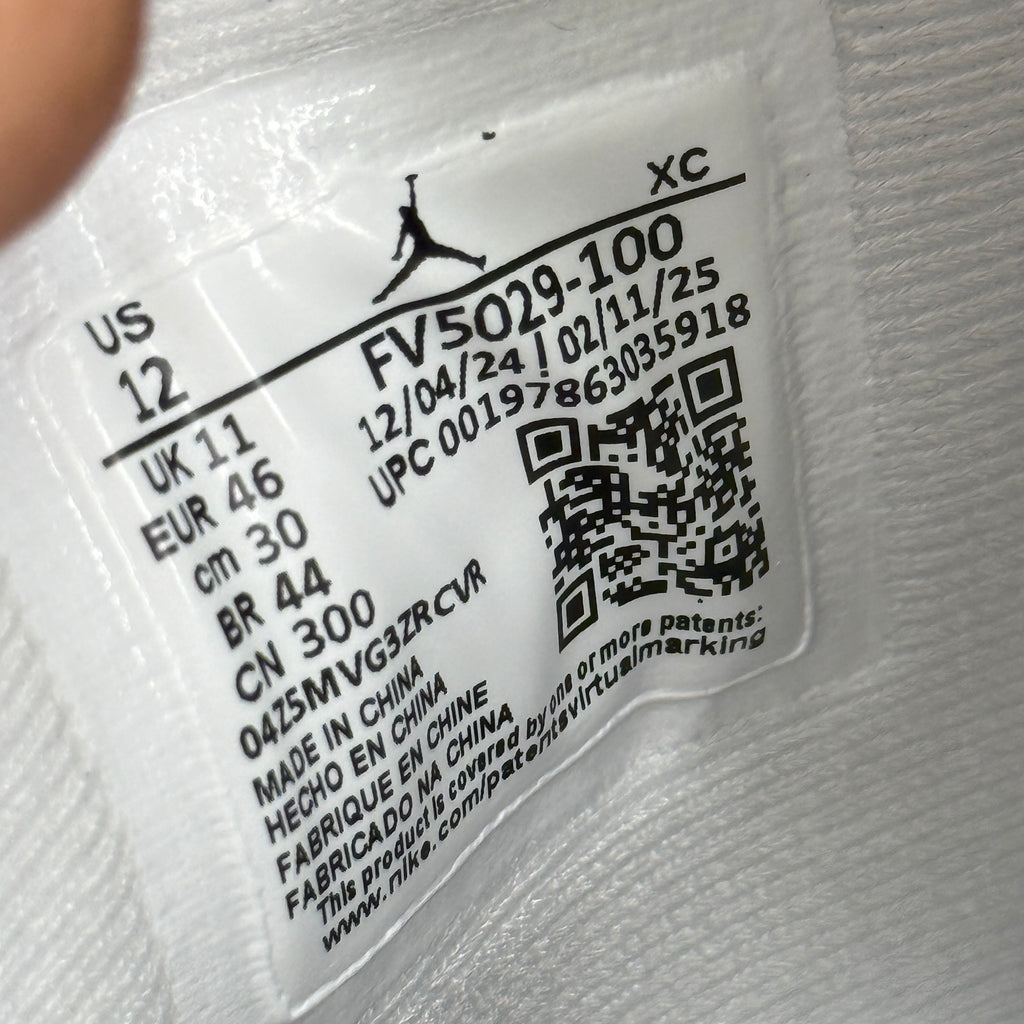 XC
US
12
FV5029-100
12/04/24 | 02/11/25
UPC 00197863035918
UK 11
EUR 46
cm 30
BR 44
CN 300
04Z5MVG3ZRCVR
MADE IN CHINA
HECHO EN CHINA
FABRIQUE EN CHINE
FABRICADO NA CHINA
This product is covered by one or more patents:
www.nike.com/patentsvirtualmarking